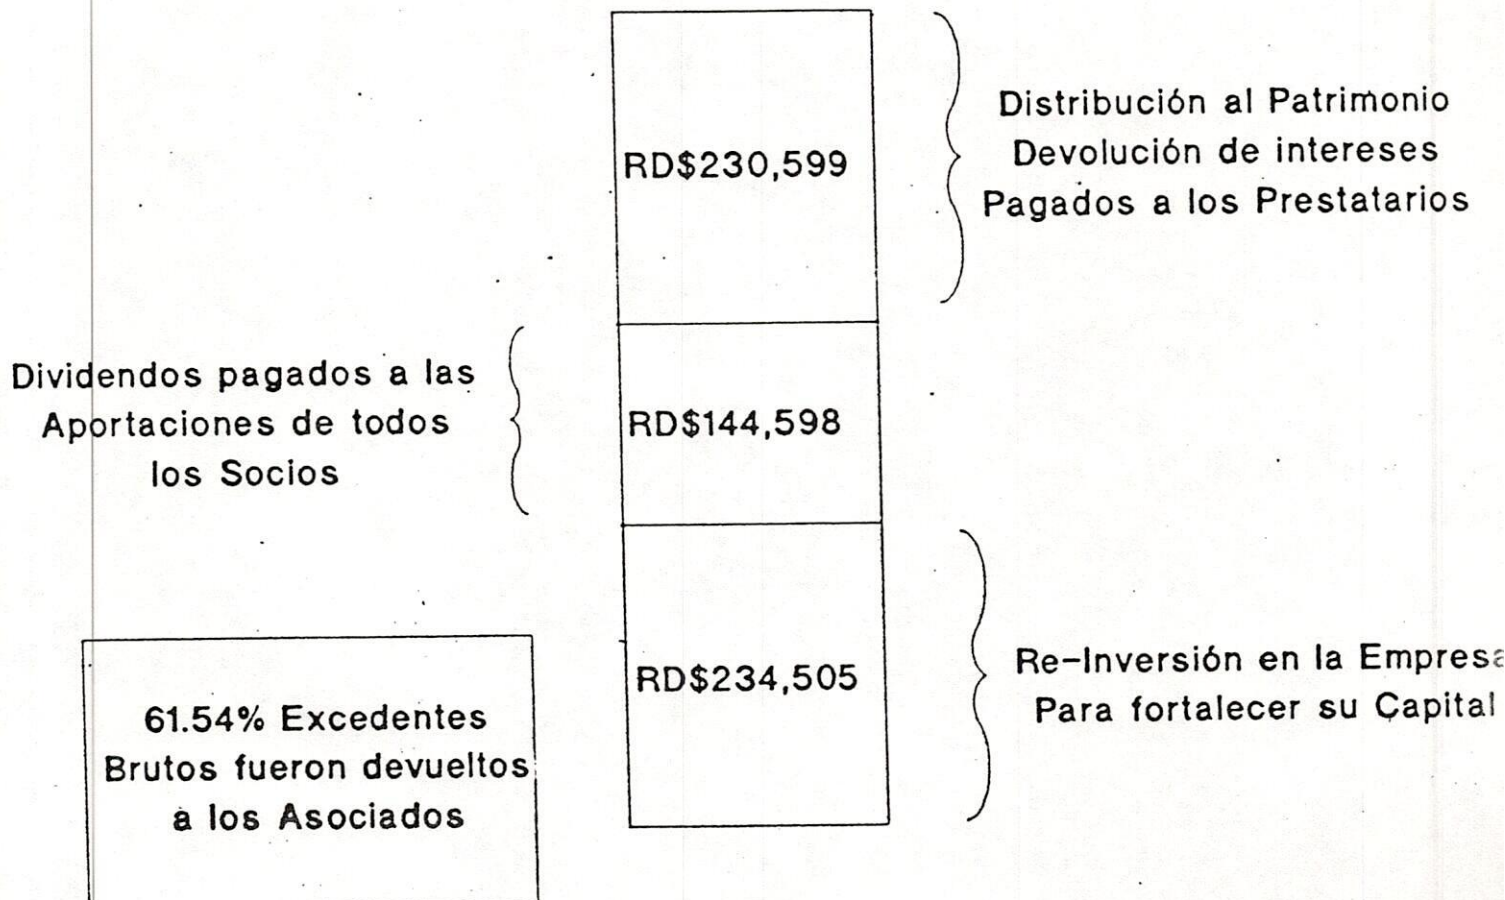 RD$230,599
Distribución al Patrimonio
Devolución de intereses
Pagados a los Prestatarios
Dividendos pagados a las
Aportaciones de todos
los Socios
RD$144,598
RD$234,505
Re-Inversión en la Empresa
Para fortalecer su Capital
61.54% Excedentes
Brutos fueron devueltos
a los Asociados